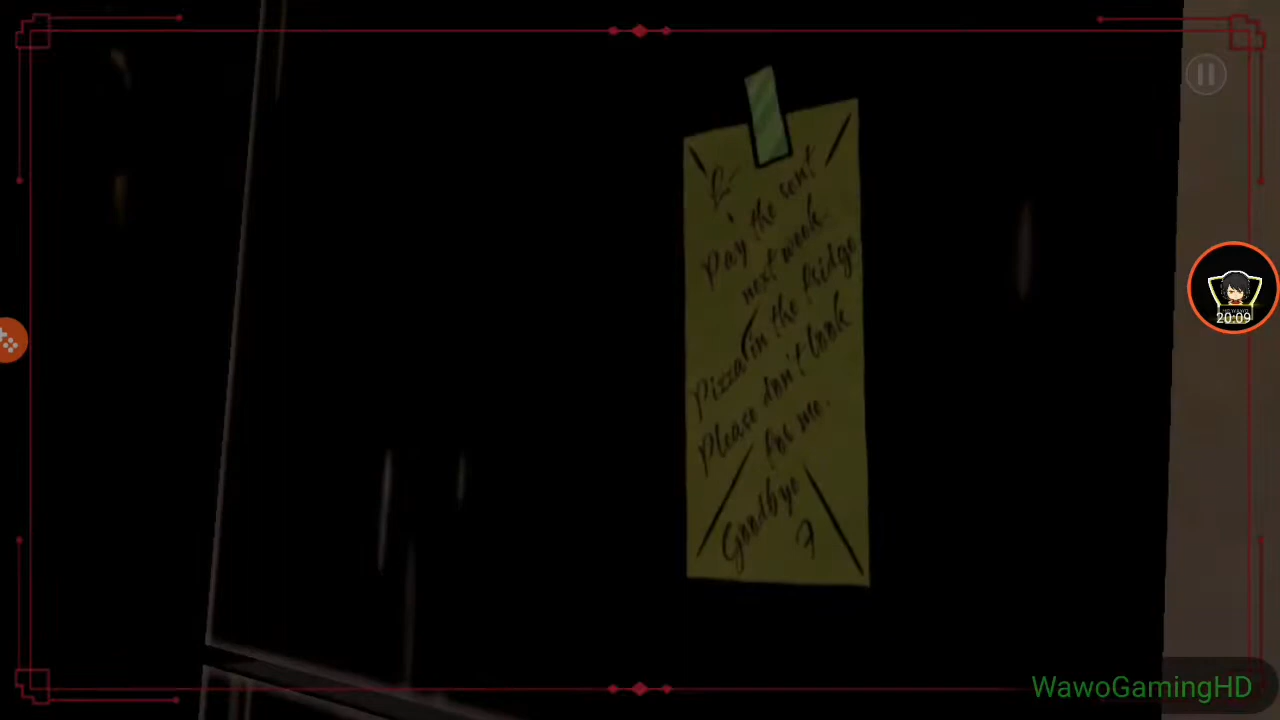 R-
Pay the rent
next week.
Pizza in the fridge
Please don't look
for me.
Goodbye
F
20:09
WawoGamingHD